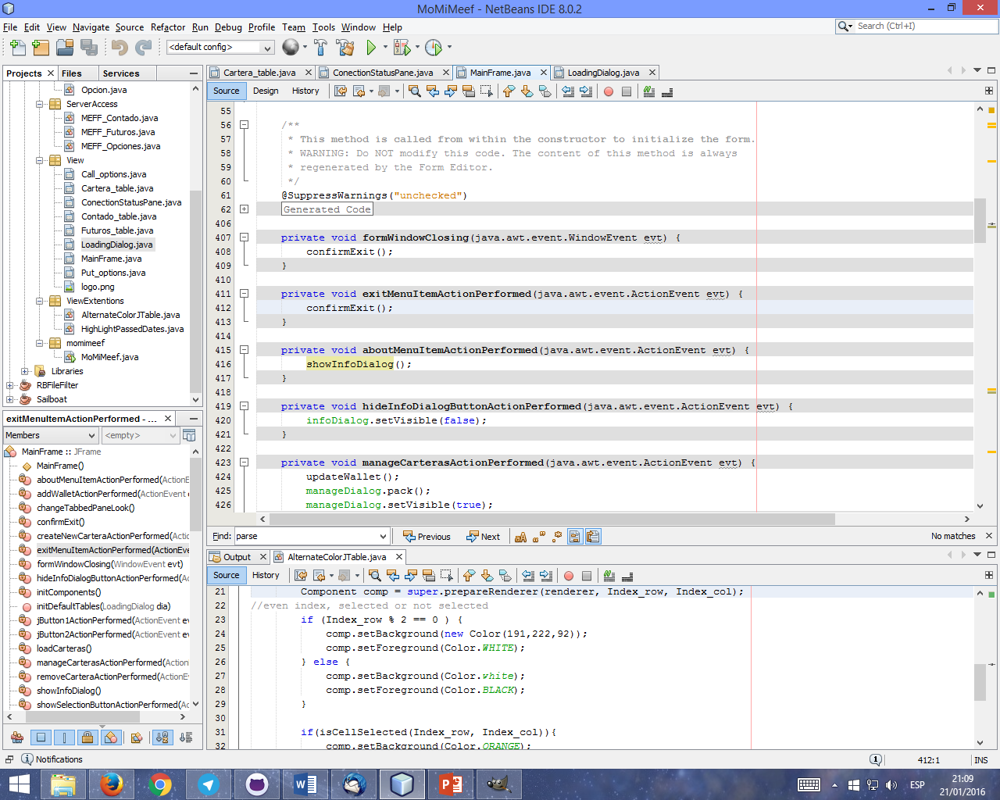 MoMiMeef - NetBeans IDE 8.0.2
File Edit View Navigate Source Refactor Run Debug Profile Team Tools Window Help
Search (Ctrl+I)
<default config>
Projects Files Services
Opcion.java
ServerAccess
MEFF_Contado.java
MEFF_Futuros.java
MEFF_Opciones.java
View
Call_options.java
Cartera_table.java
ConectionStatusPane.java
Contado_table.java
Futuros_table.java
LoadingDialog.java
MainFrame.java
Put_options.java
logo.png
ViewExtentions
AlternateColorJTable.java
HighLightPassedDates.java
momimeef
MoMiMeef.java
Libraries
RBFileFilter
Sailboat
exitMenuItemActionPerformed - ...
Members <empty>
MainFrame :: JFrame
MainFrame()
aboutMenuItemActionPerformed(ActionE
addWalletActionPerformed(ActionEvent e
changeTabbedPaneLook()
confirmExit()
createNewCarteraActionPerformed(Actic
exitMenuItemActionPerformed(ActionEve
formWindowClosing(WindowEvent evt)
hideInfoDialogButtonActionPerformed(Ac
initComponents()
initDefaultTables(LoadingDialog dia)
jButton1ActionPerformed(ActionEvent ev
jButton2ActionPerformed(ActionEvent ev
loadCarteras()
manageCarterasActionPerformed(Action
removeCarteraActionPerformed(ActionE
showInfoDialog()
showSelectionButtonActionPerformed(Ac
Cartera_table.java ConectionStatusPane.java MainFrame.java LoadingDialog.java
Source Design History
55
56 /**
57 * This method is called from within the constructor to initialize the form.
58 * WARNING: Do NOT modify this code. The content of this method is always
59 * regenerated by the Form Editor.
60 */
61 @SuppressWarnings("unchecked")
62 Generated Code
406
407 private void formWindowClosing(java.awt.event.WindowEvent evt) {
408 confirmExit();
409 }
410
411 private void exitMenuItemActionPerformed(java.awt.event.ActionEvent evt) {
412 confirmExit();
413 }
414
415 private void aboutMenuItemActionPerformed(java.awt.event.ActionEvent evt) {
416 showInfoDialog();
417 }
418
419 private void hideInfoDialogButtonActionPerformed(java.awt.event.ActionEvent evt) {
420 infoDialog.setVisible(false);
421 }
422
423 private void manageCarterasActionPerformed(java.awt.event.ActionEvent evt) {
424 updateWallet();
425 manageDialog.pack();
426 manageDialog.setVisible(true);
Find: parse Previous Next No matches
Output AlternateColorJTable.java
Source History
21 Component comp = super.prepareRenderer(renderer, Index_row, Index_col);
22 //even index, selected or not selected
23 if (Index_row % 2 == 0 ) {
24 comp.setBackground(new Color(191,222,92));
25 comp.setForeground(Color.WHITE);
26 } else {
27 comp.setBackground(Color.white);
28 comp.setForeground(Color.BLACK);
29 }
30
31 if(isCellSelected(Index_row, Index_col)){
32 comp.setBackground(Color.ORANGE);
Notifications 1 412:1 INS
ESP
21:09
21/01/2016